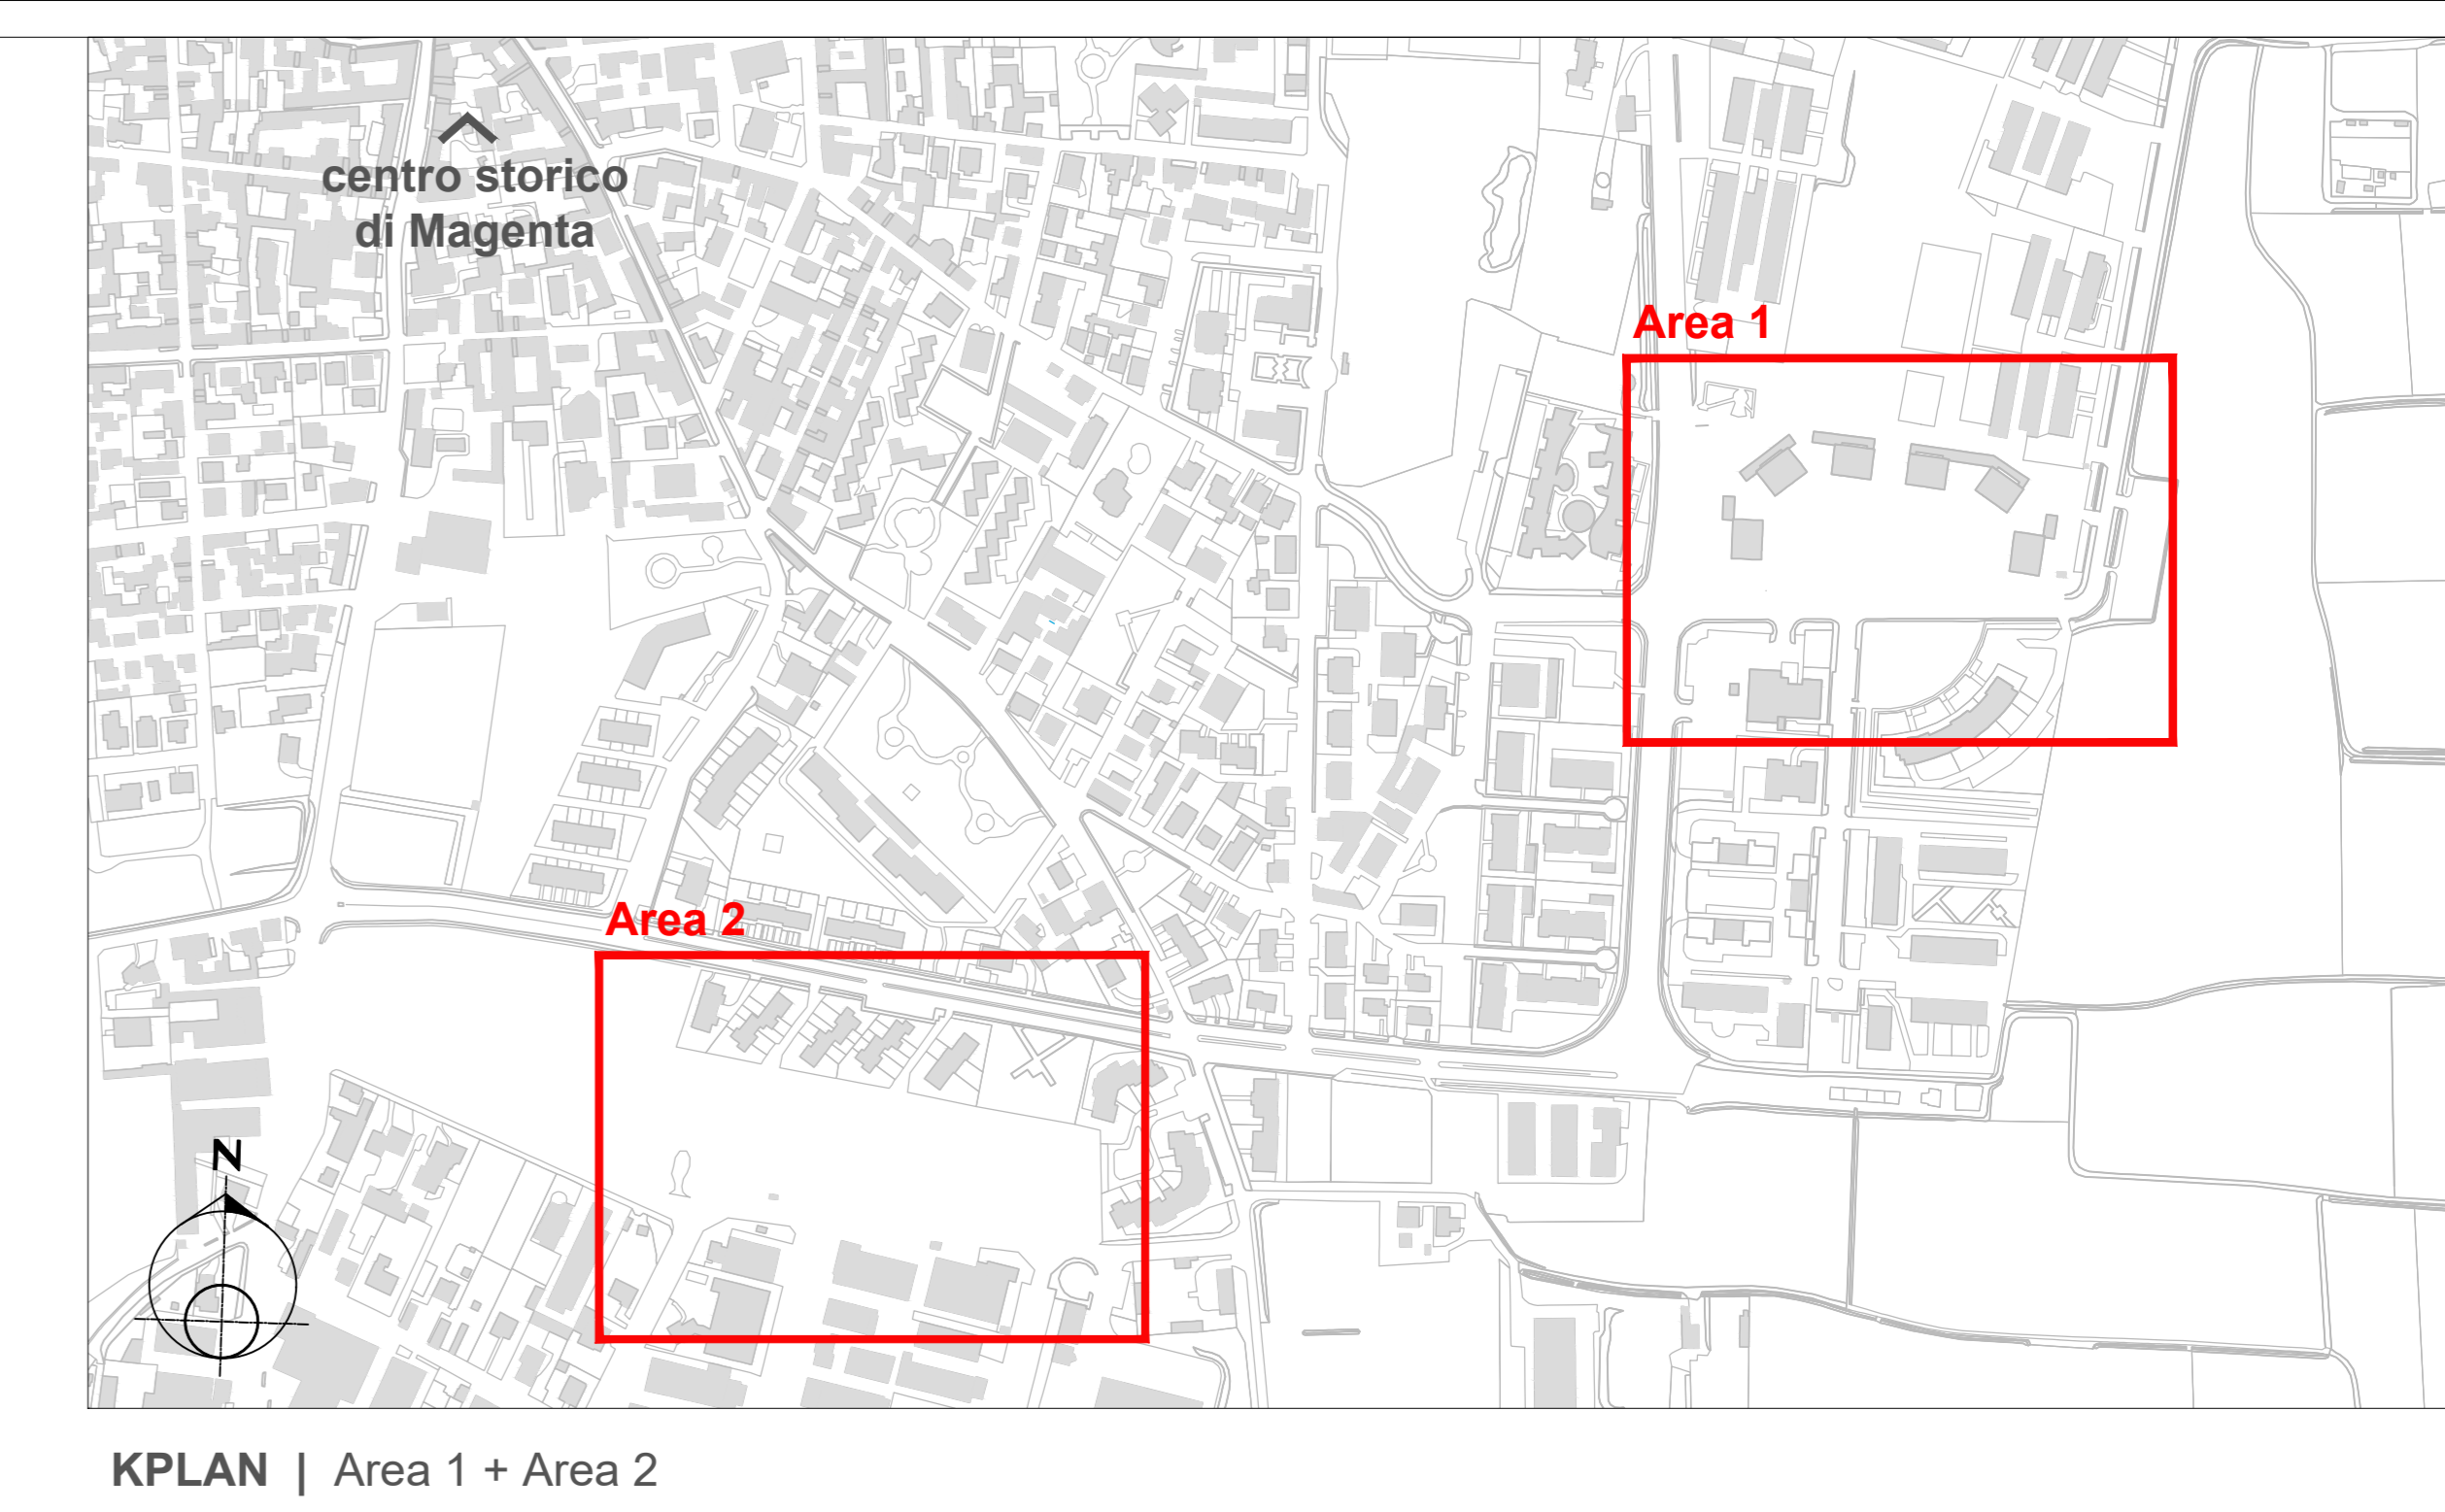 centro storico
di Magenta
Area 1
Area 2
N
KPLAN | Area 1 + Area 2